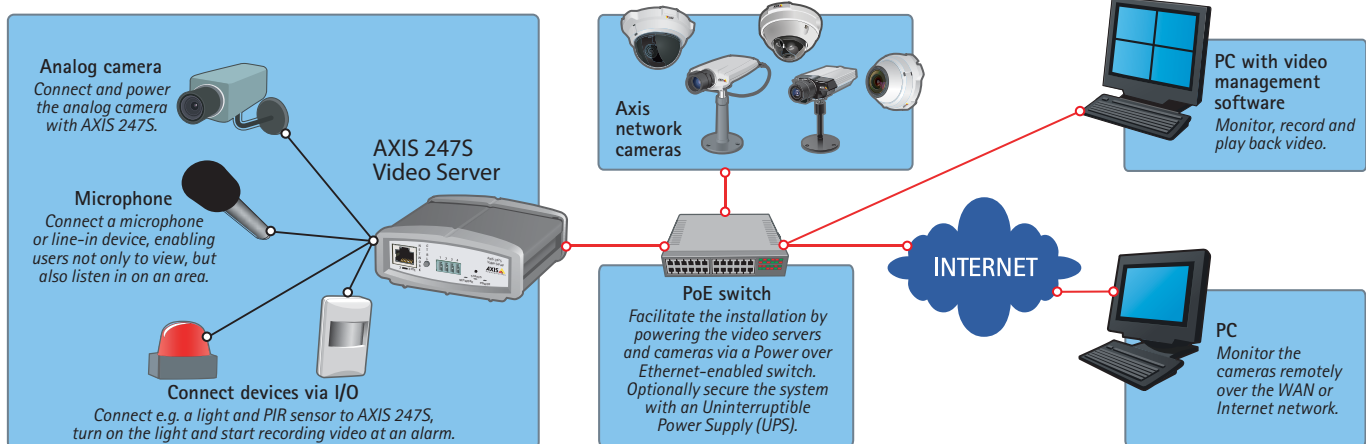 Analog camera
Connect and power
the analog camera
with AXIS 247S.
Microphone
Connect a microphone
or line-in device, enabling
users not only to view, but
also listen in on an area.
AXIS 247S
Video Server
AXIS
Connect devices via I/O
Connect e.g. a light and PIR sensor to AXIS 247S,
turn on the light and start recording video at an alarm.
Axis
network
cameras
PoE switch
Facilitate the installation by
powering the video servers
and cameras via a Power over
Ethernet-enabled switch.
Optionally secure the system
with an Uninterruptible
Power Supply (UPS).
INTERNET
PC with video
management
software
Monitor, record and
play back video.
PC
Monitor the
cameras remotely
over the WAN or
Internet network.